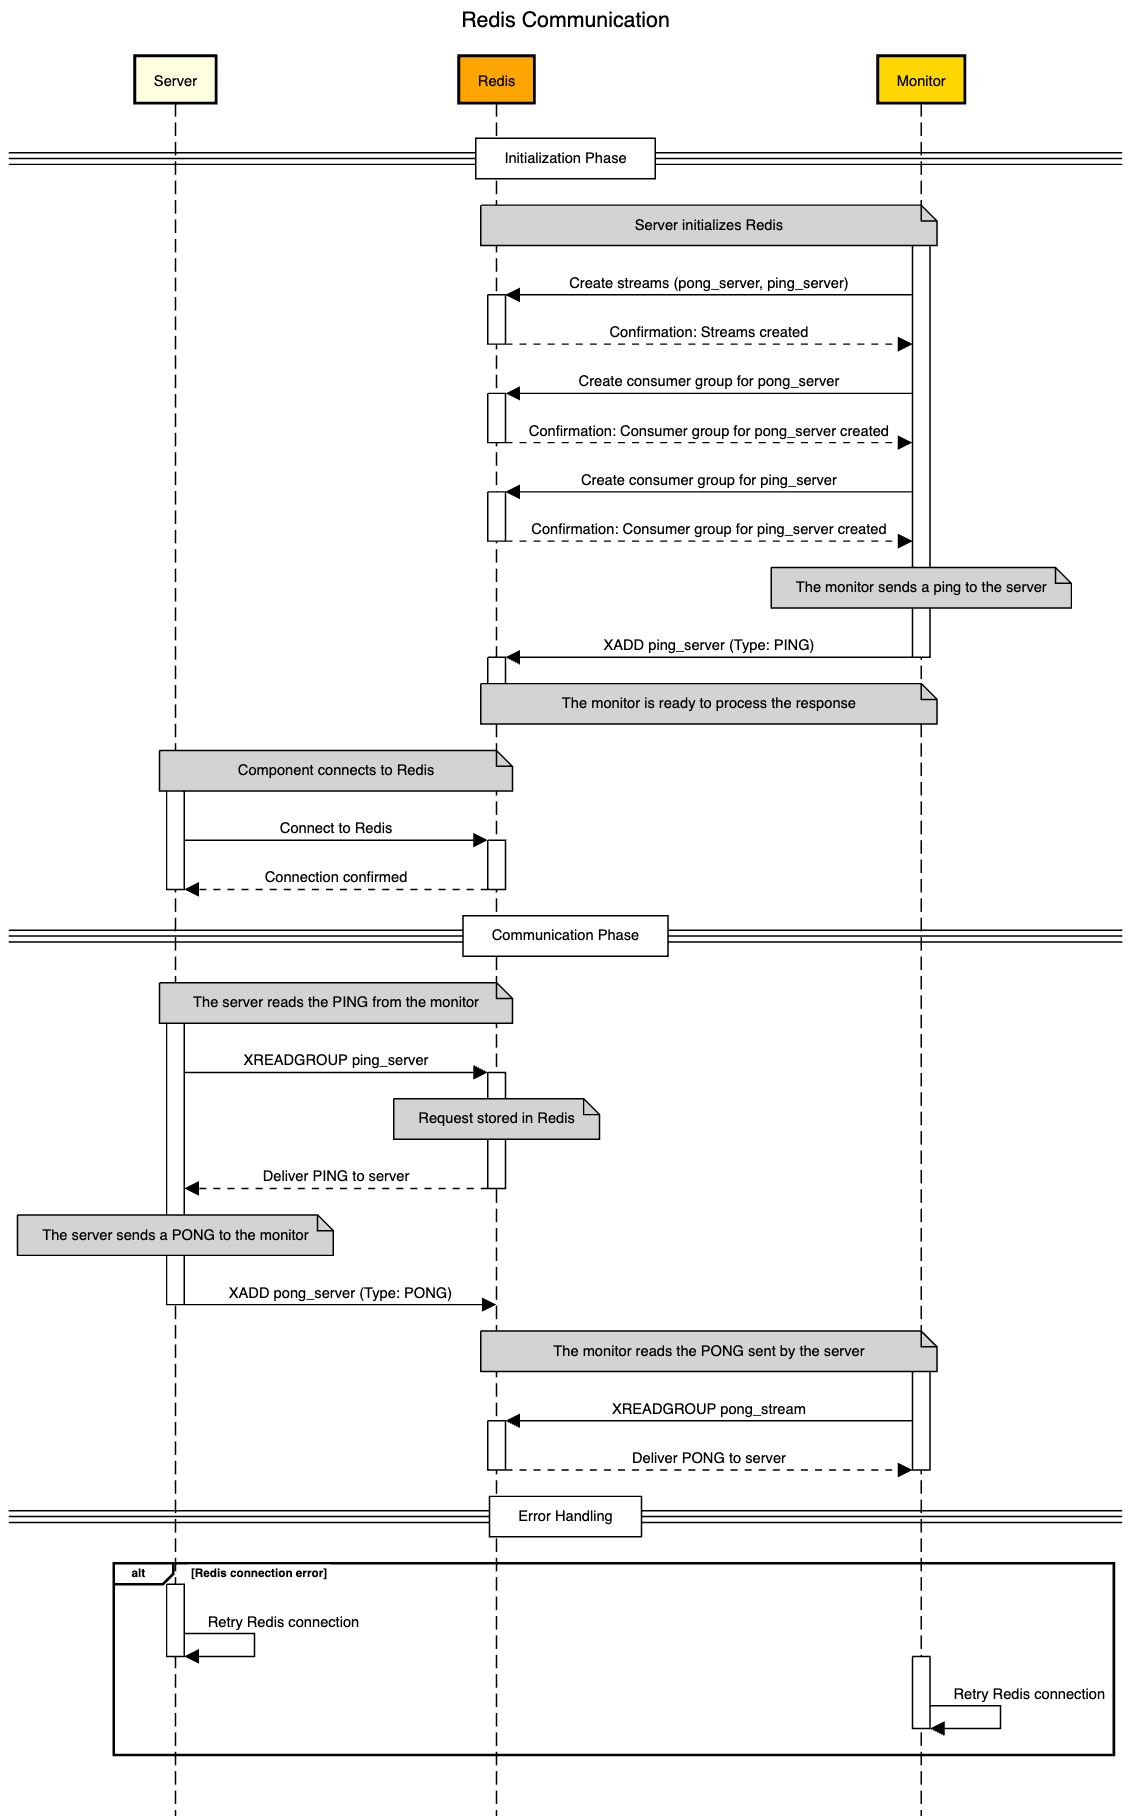 Redis Communication
Server
Redis
Monitor
Initialization Phase
Server initializes Redis
Create streams (pong_server, ping_server)
Confirmation: Streams created
Create consumer group for pong_server
Confirmation: Consumer group for pong_server created
Create consumer group for ping_server
Confirmation: Consumer group for ping_server created
The monitor sends a ping to the server
XADD ping_server (Type: PING)
The monitor is ready to process the response
Component connects to Redis
Connect to Redis
Connection confirmed
Communication Phase
The server reads the PING from the monitor
XREADGROUP ping_server
Request stored in Redis
Deliver PING to server
The server sends a PONG to the monitor
XADD pong_server (Type: PONG)
The monitor reads the PONG sent by the server
XREADGROUP pong_stream
Deliver PONG to server
Error Handling
alt
[Redis connection error]
Retry Redis connection
Retry Redis connection